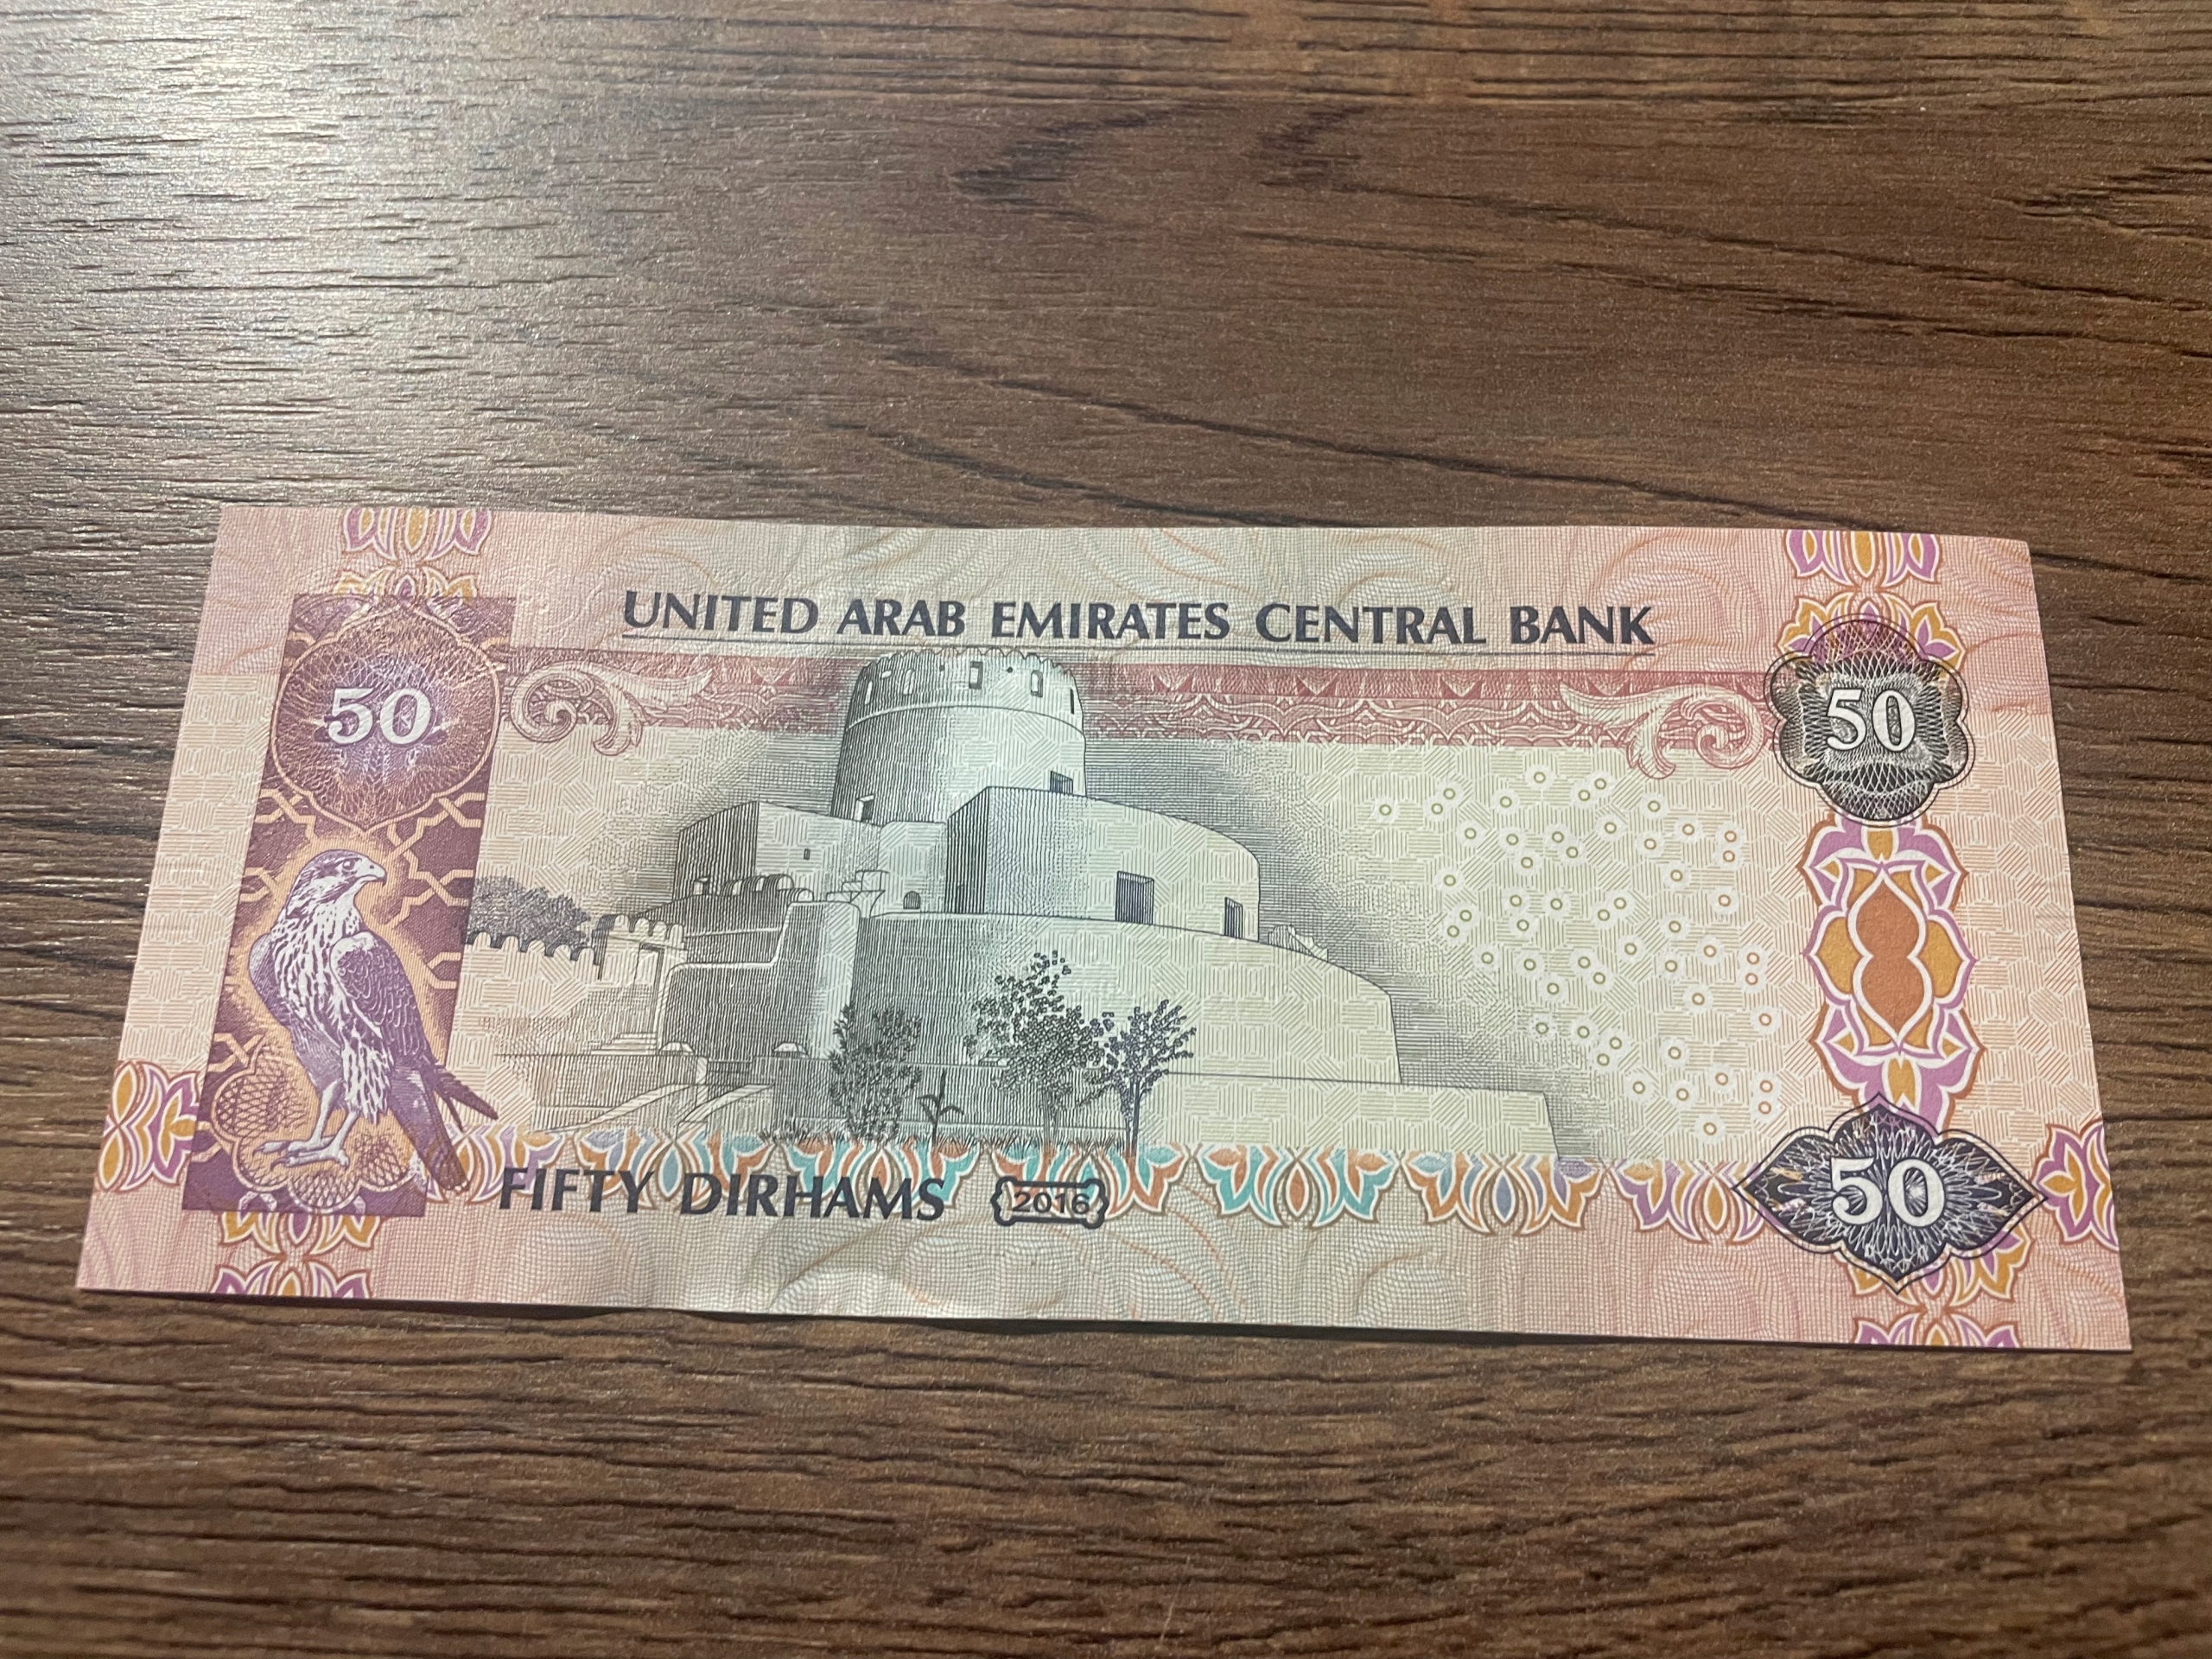 UNITED ARAB EMIRATES CENTRAL BANK
50
50
FIFTY DIRHAMS 2016
50